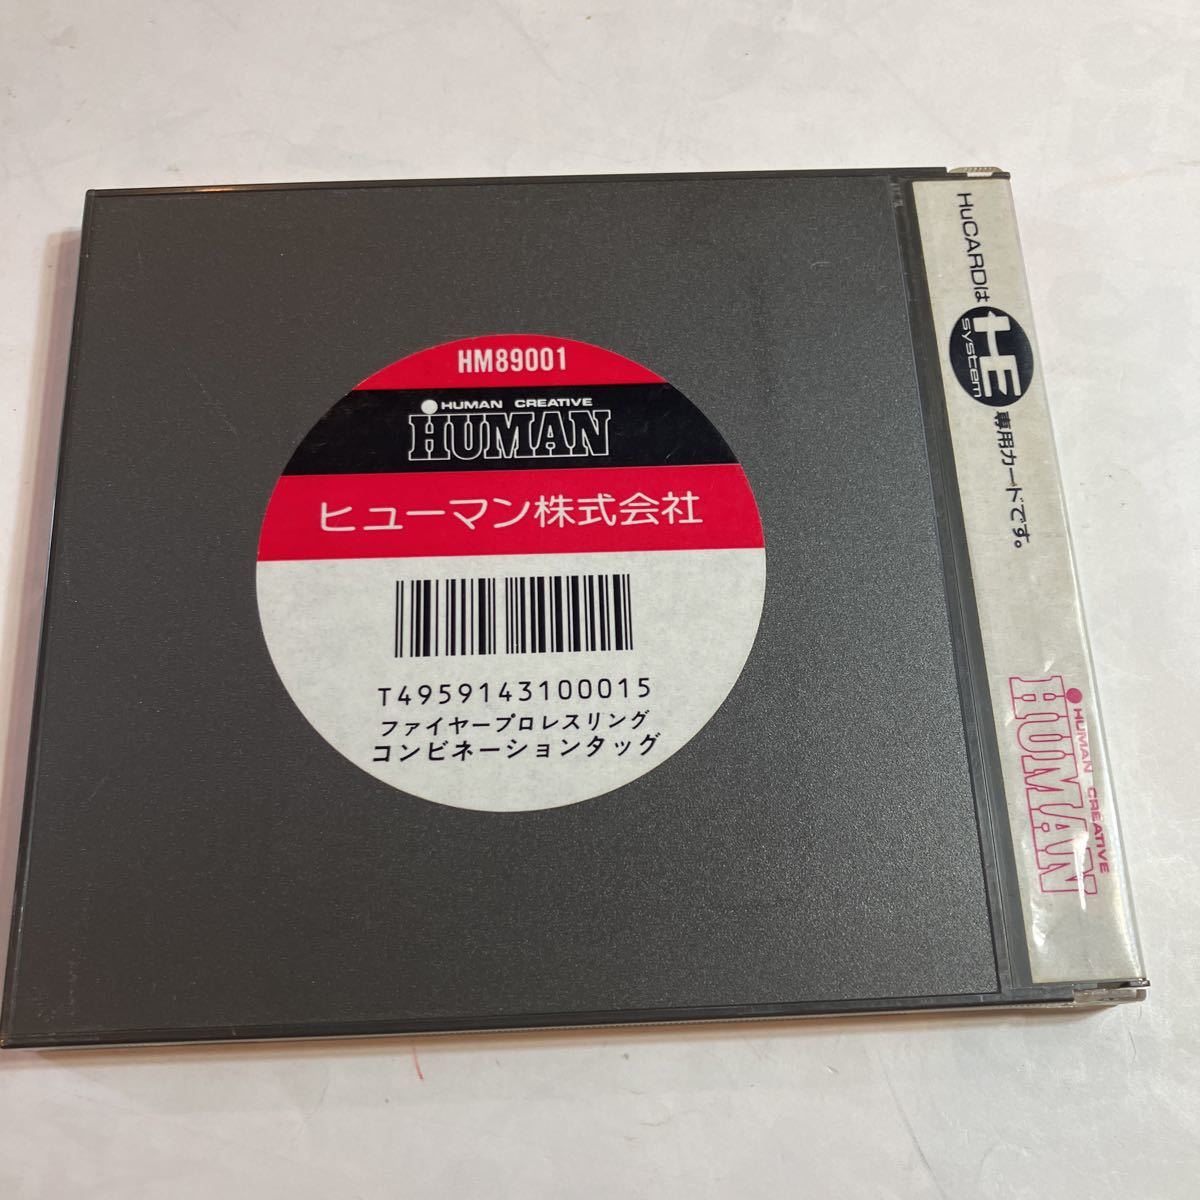 HM89001
HUMAN CREATIVE
HUMAN
ヒューマン株式会社
T4959143100015
ファイヤープロレスリング
コンビネーションタッグ
HuCARDは HE system 専用カードです。
HUMAN CREATIVE
HUMAN